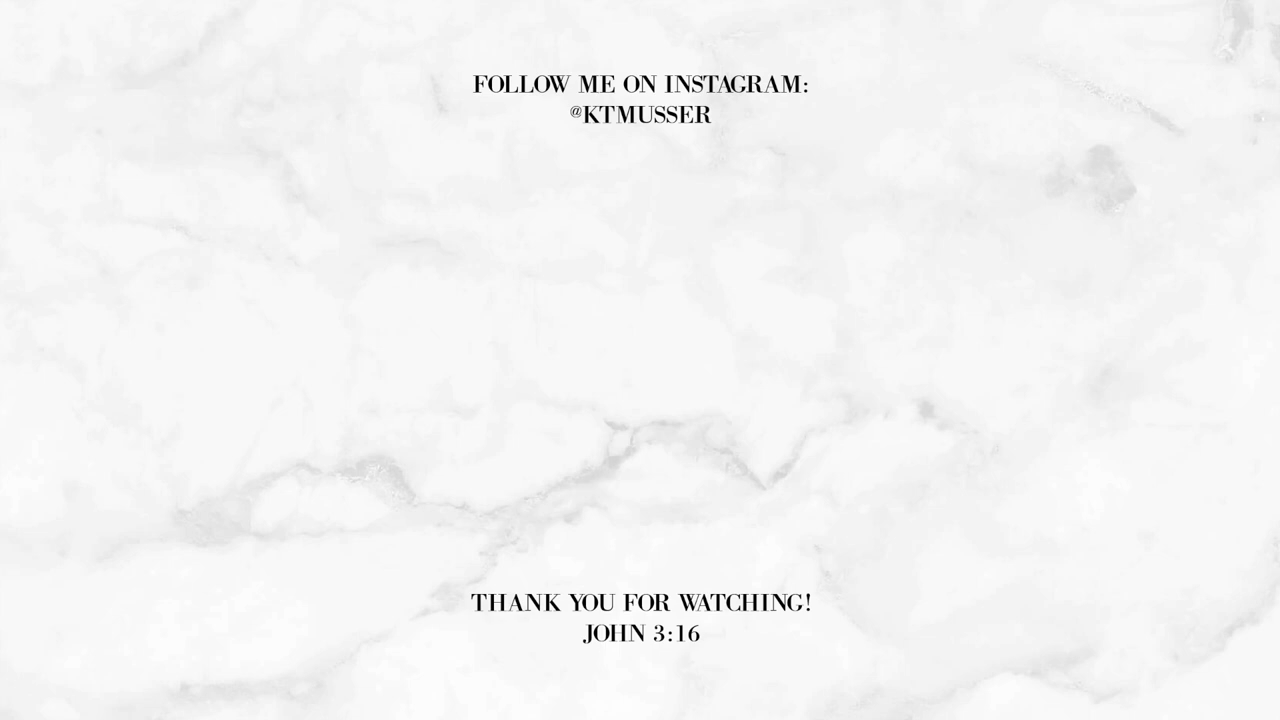 FOLLOW ME ON INSTAGRAM:
@KTMUSSER
THANK YOU FOR WATCHING!
JOHN 3:16